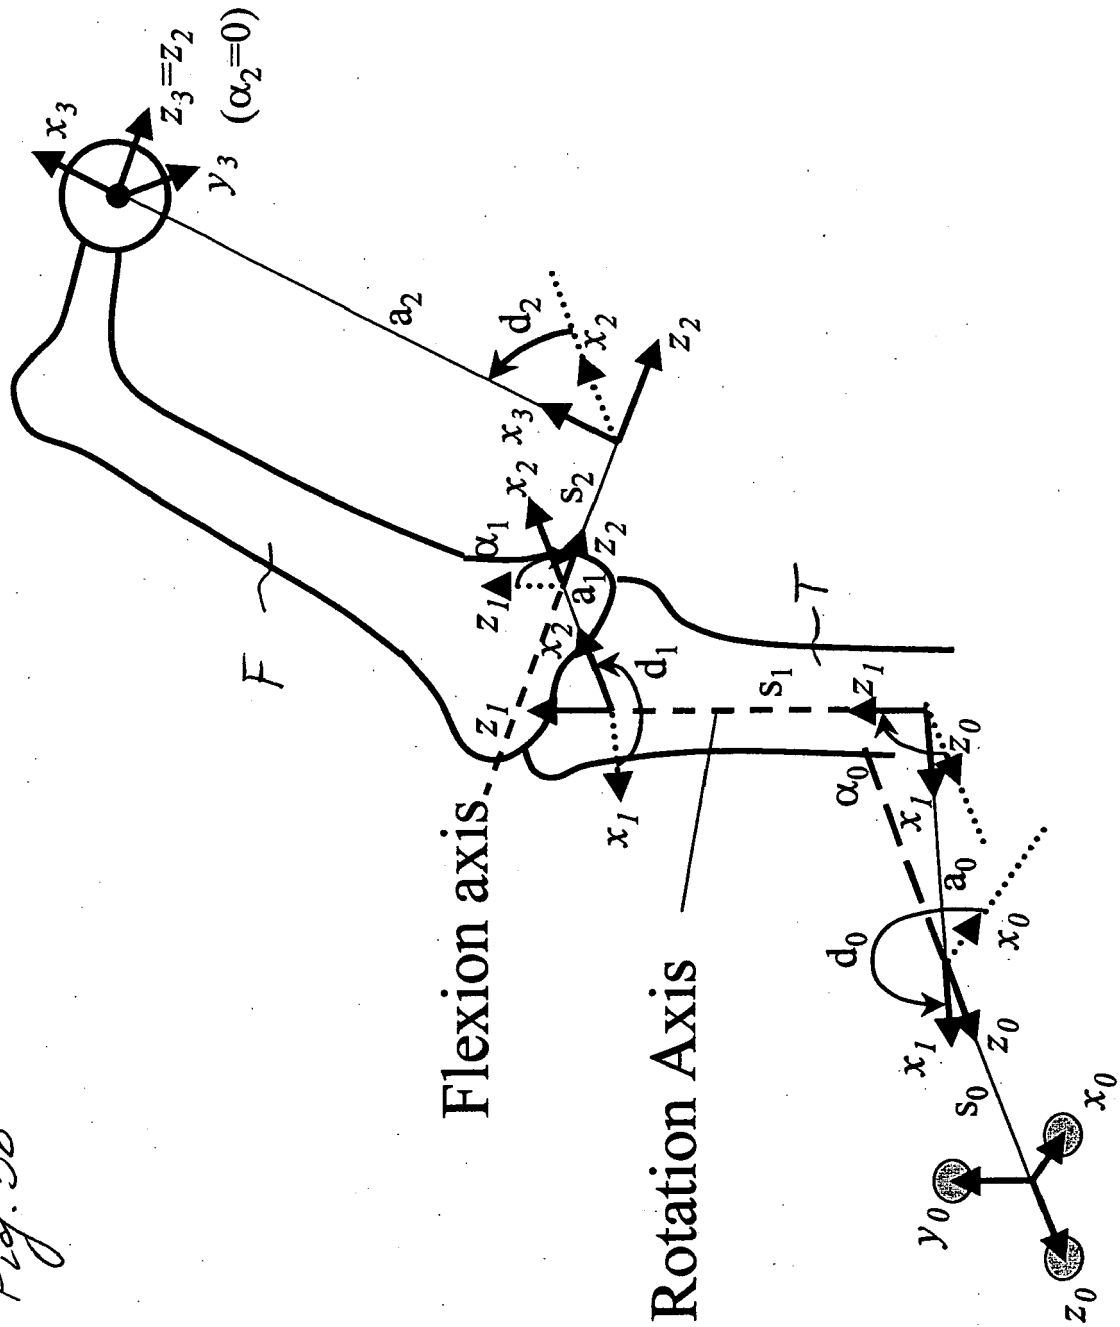 Fig. 5b
x3
z3=z2
(α2=0)
y3
a2
d2
x2
z2
x3
x2
s2
α1
z1
z2
a1
x2
F
T
z1
d1
s1
z1
Flexion axis
x1
z0
α0
x1
a0
d0
x0
Rotation Axis
x1
z0
s0
x0
y0
z0